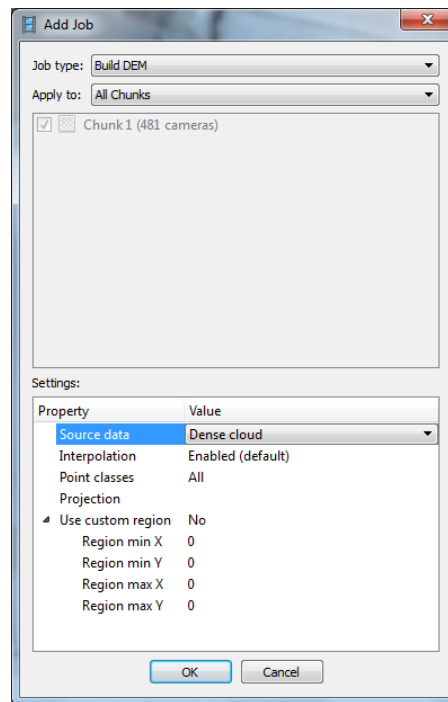 Add Job
Job type: Build DEM
Apply to: All Chunks
Chunk 1 (481 cameras)
Settings:
Property Value
Source data Dense cloud
Interpolation Enabled (default)
Point classes All
Projection
Use custom region No
Region min X 0
Region min Y 0
Region max X 0
Region max Y 0
OK Cancel